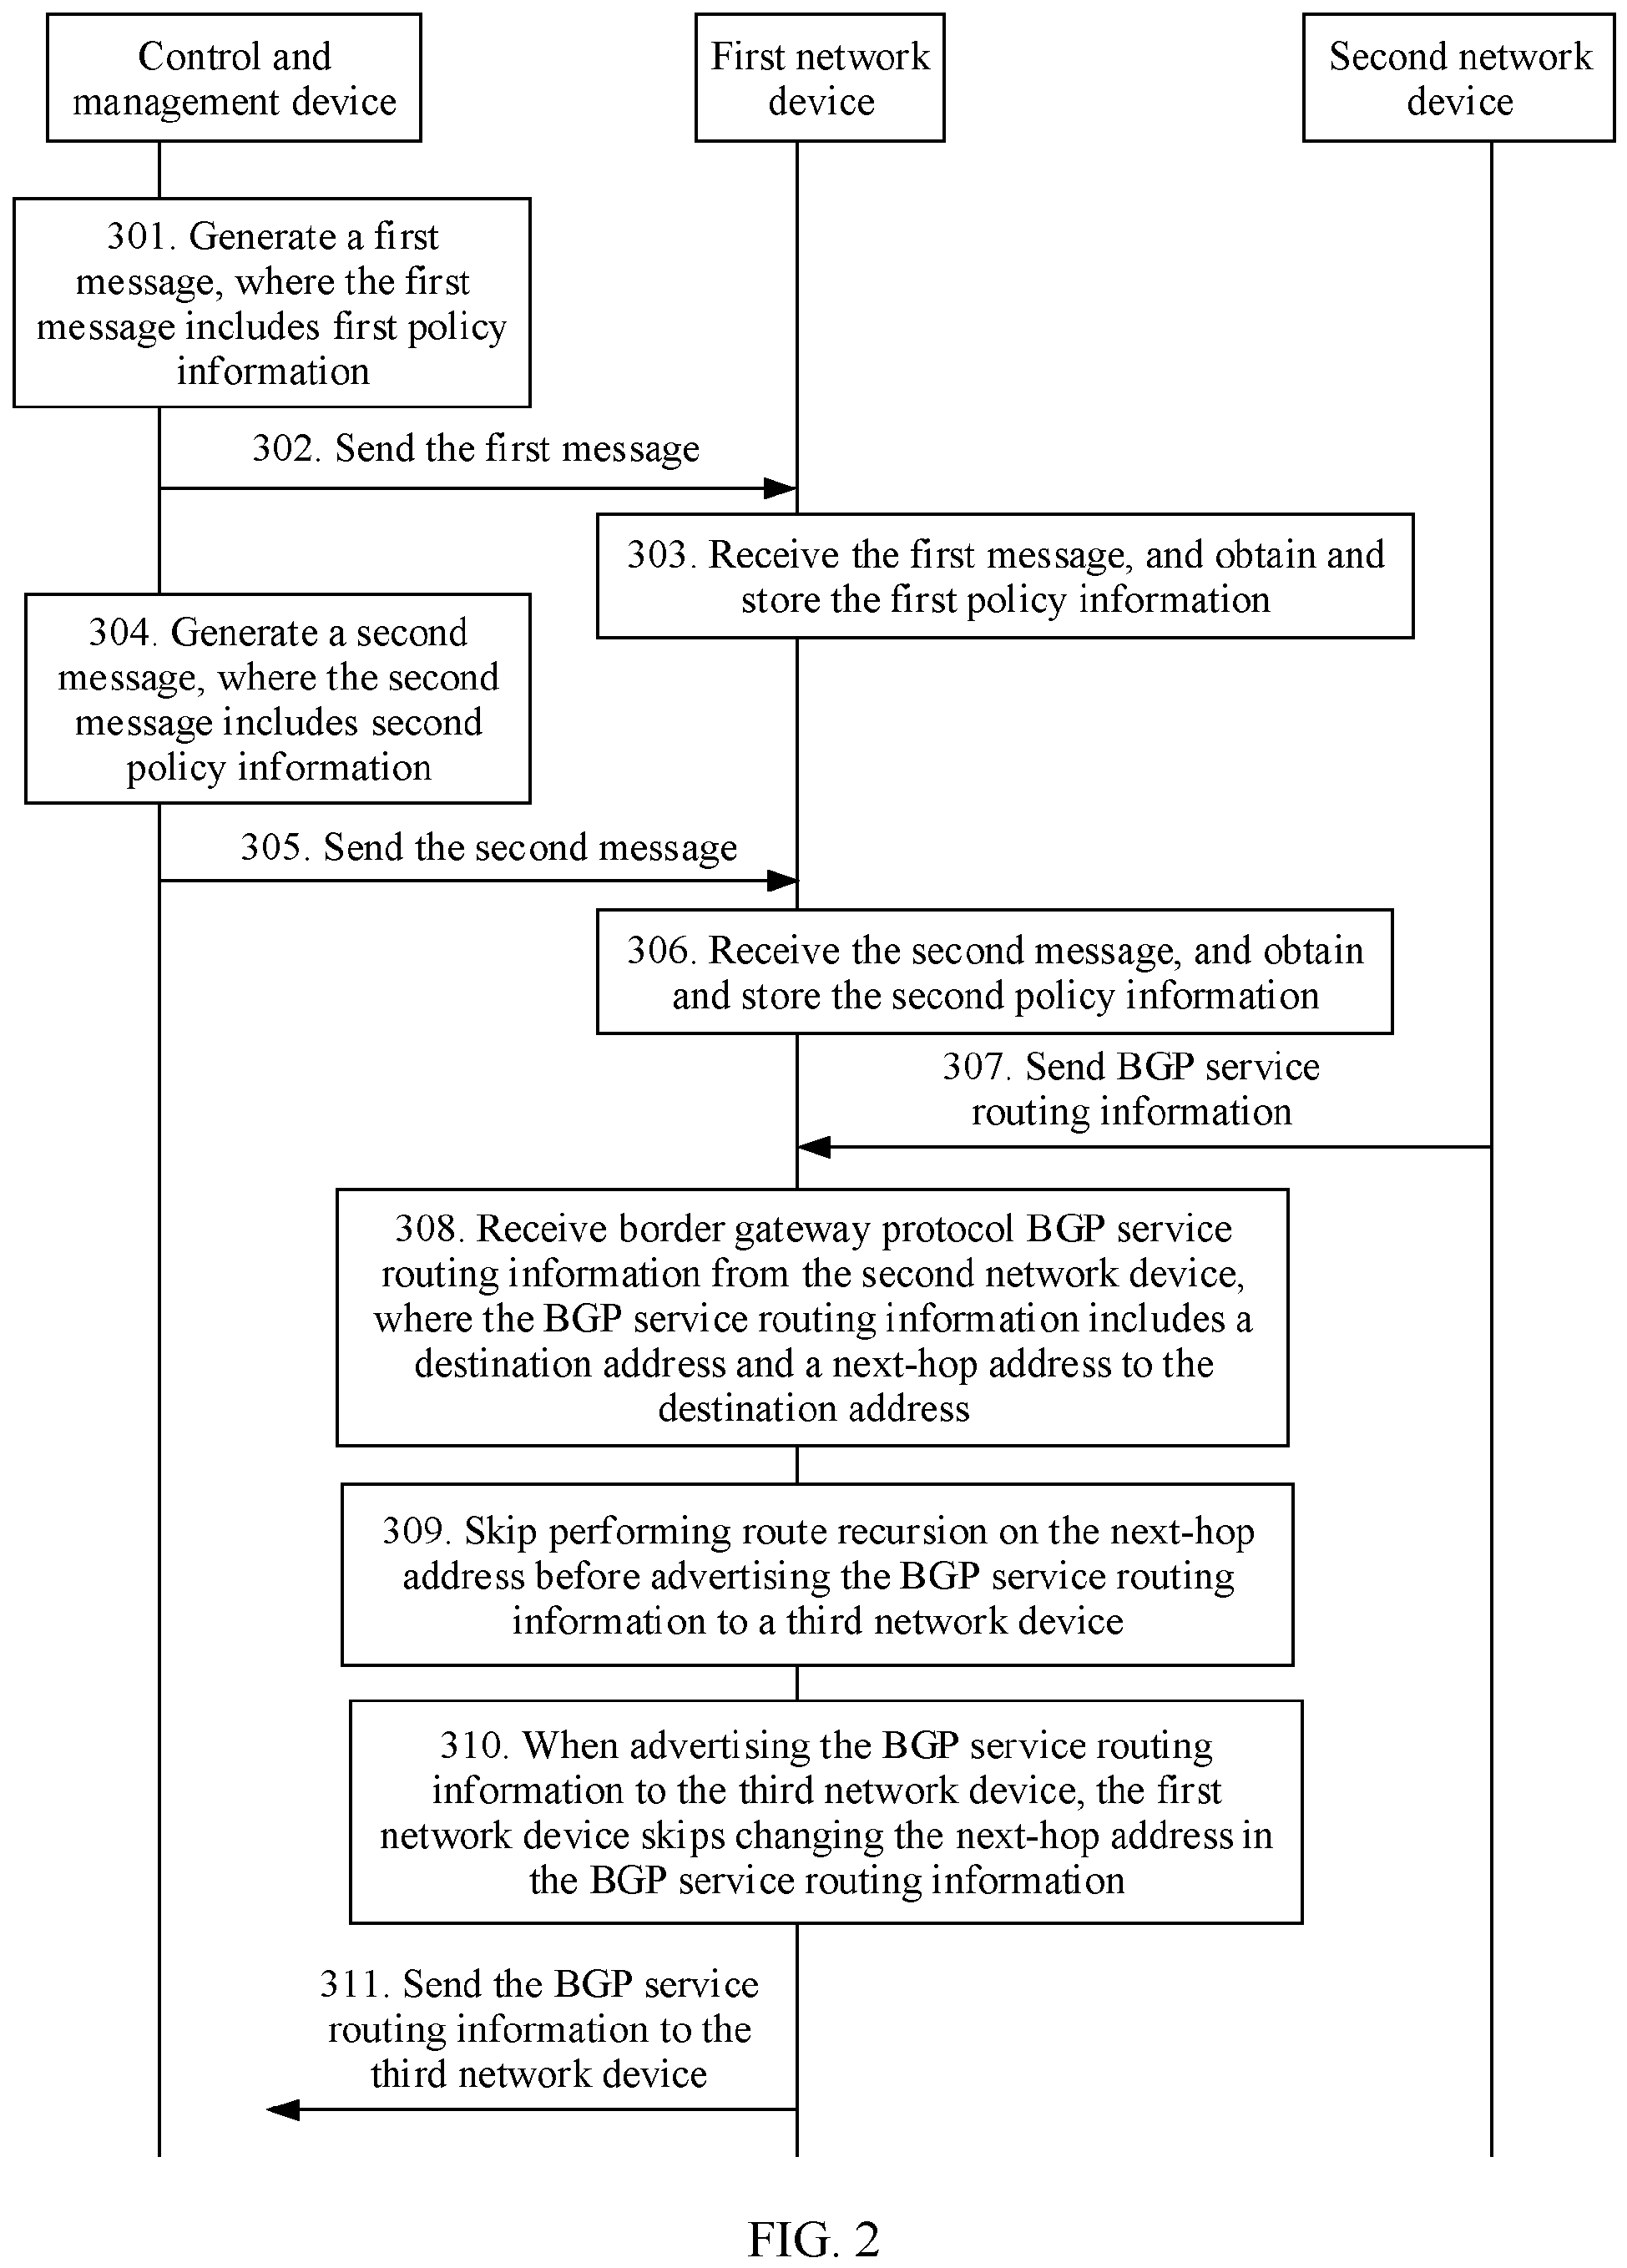 Control and
management device
First network
device
Second network
device
301. Generate a first
message, where the first
message includes first policy
information
302. Send the first message
303. Receive the first message, and obtain and
store the first policy information
304. Generate a second
message, where the second
message includes second
policy information
305. Send the second message
306. Receive the second message, and obtain
and store the second policy information
307. Send BGP service
routing information
308. Receive border gateway protocol BGP service
routing information from the second network device,
where the BGP service routing information includes a
destination address and a next-hop address to the
destination address
309. Skip performing route recursion on the next-hop
address before advertising the BGP service routing
information to a third network device
310. When advertising the BGP service routing
information to the third network device, the first
network device skips changing the next-hop address in
the BGP service routing information
311. Send the BGP service
routing information to the
third network device
FIG. 2